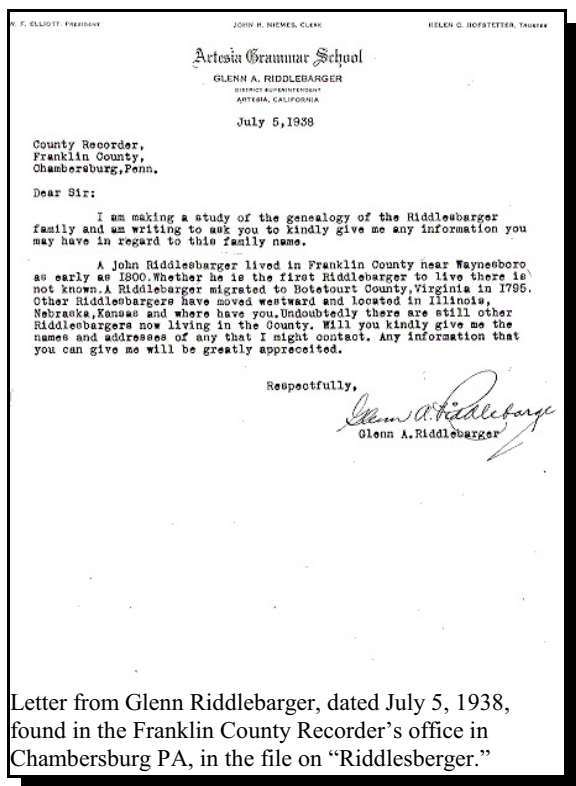 W. F. ELLIOTT, PRESIDENT JOHN H. NIEMES, CLERK HELEN C. HOFSTETTER, TRUSTEE
Artesia Grammar School
GLENN A. RIDDLEBARGER
DISTRICT SUPERINTENDENT
ARTESIA, CALIFORNIA
July 5,1938
County Recorder,
Franklin County,
Chambersburg,Penn.
Dear Sir:
I am making a study of the genealogy of the Riddlesbarger
family and am writing to ask you to kindly give me any information you
may have in regard to this family name.
A John Riddlesbarger lived in Franklin County near Waynesboro
as early as I800.Whether he is the first Riddlebarger to live there is
not known.A Riddlebarger migrated to Botetourt County,Virginia in I795.
Other Riddlesbargers have moved westward and located in Illinois,
Nebraska,Kansas and where have you.Undoubtedly there are still other
Riddlesbargers now living in the County. Will you kindly give me the
names and addresses of any that I might contact. Any information that
you can give me will be greatly appreceited.
Respectfully,
Glenn A. Riddlebarger
Glenn A.Riddlebarger
Letter from Glenn Riddlebarger, dated July 5, 1938,
found in the Franklin County Recorder’s office in
Chambersburg PA, in the file on “Riddlesberger.”